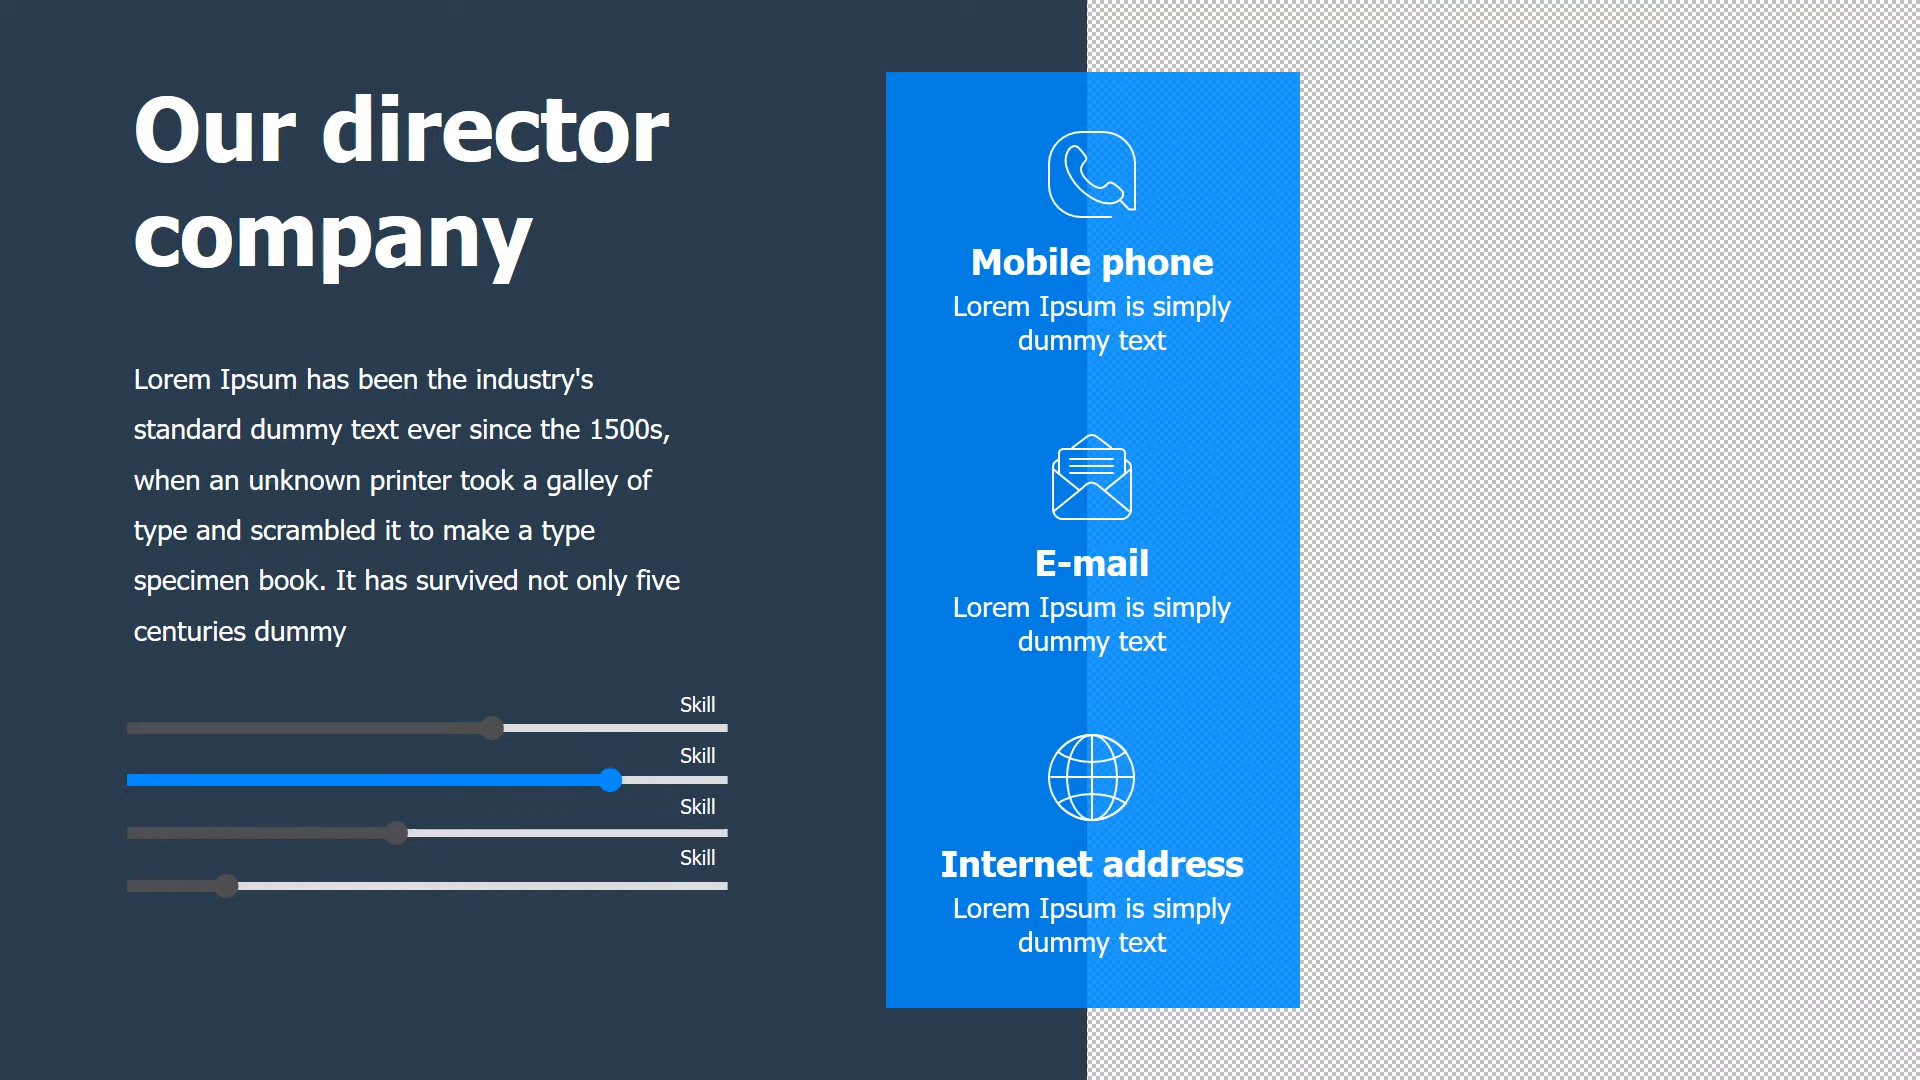 Our director
company
Lorem Ipsum has been the industry's
standard dummy text ever since the 1500s,
when an unknown printer took a galley of
type and scrambled it to make a type
specimen book. It has survived not only five
centuries dummy
Skill
Skill
Skill
Skill
Mobile phone
Lorem Ipsum is simply
dummy text
E-mail
Lorem Ipsum is simply
dummy text
Internet address
Lorem Ipsum is simply
dummy text